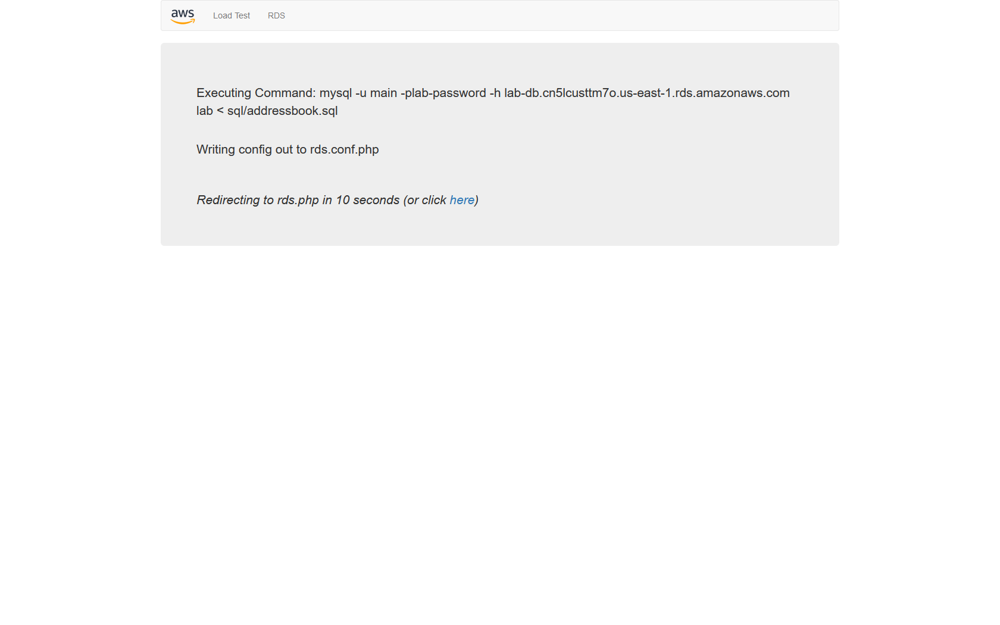 aws Load Test RDS
Executing Command: mysql -u main -plab-password -h lab-db.cn5lcusttm7o.us-east-1.rds.amazonaws.com
lab < sql/addressbook.sql
Writing config out to rds.conf.php
Redirecting to rds.php in 10 seconds (or click here)